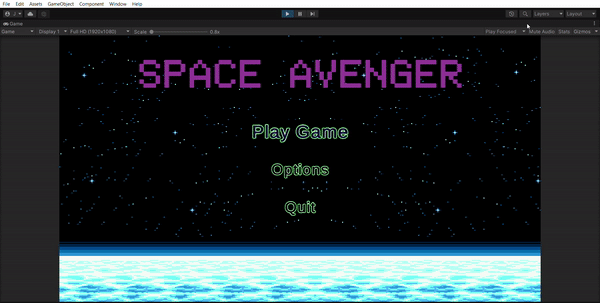 File Edit Assets GameObject Component Window Help
Layers Layout
Game
Game Display 1 Full HD (1920x1080) Scale 0.8x Play Focused Mute Audio Stats Gizmos
SPACE AVENGER
Play Game
Options
Quit